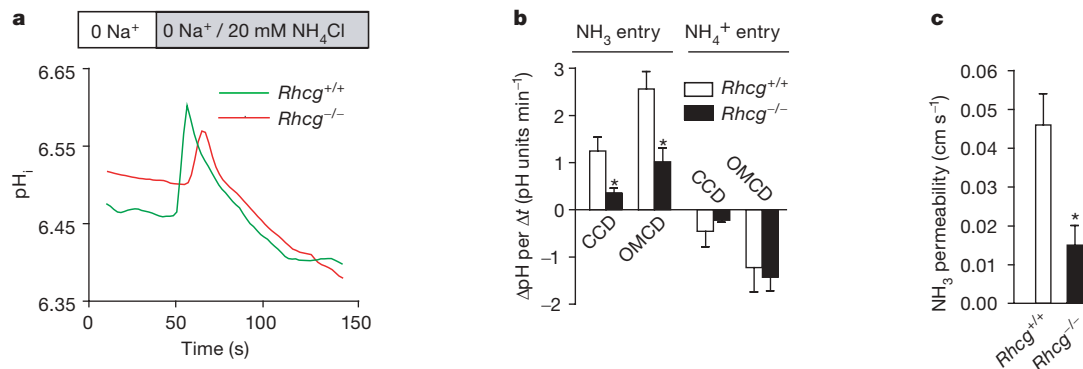 a
0 Na⁺
0 Na⁺ / 20 mM NH₄Cl
6.65
6.55
6.45
6.35
pHᵢ
Rhcg⁺/⁺
Rhcg⁻/⁻
0
50
100
150
Time (s)
b
NH₃ entry
NH₄⁺ entry
3
2
1
0
−1
−2
ΔpH per Δt (pH units min⁻¹)
Rhcg⁺/⁺
Rhcg⁻/⁻
*
*
CCD
OMCD
CCD
OMCD
c
0.06
0.05
0.04
0.03
0.02
0.01
0.00
NH₃ permeability (cm s⁻¹)
*
Rhcg⁺/⁺
Rhcg⁻/⁻